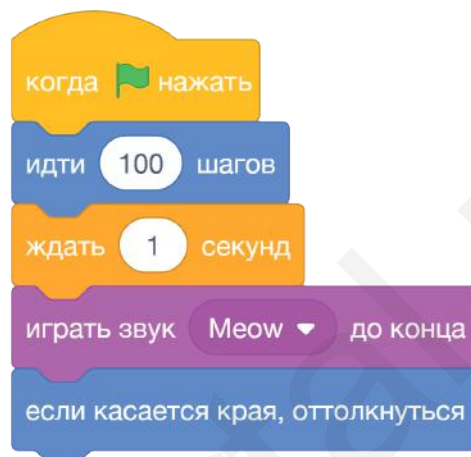 когда нажать
идти 100 шагов
ждать 1 секунд
играть звук Meow до конца
если касается края, оттолкнуться